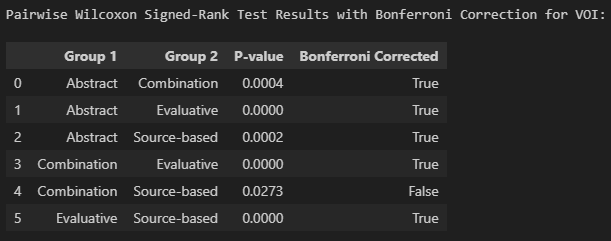 Pairwise Wilcoxon Signed-Rank Test Results with Bonferroni Correction for VOI:
Group 1 Group 2 P-value Bonferroni Corrected
0 Abstract Combination 0.0004 True
1 Abstract Evaluative 0.0000 True
2 Abstract Source-based 0.0002 True
3 Combination Evaluative 0.0000 True
4 Combination Source-based 0.0273 False
5 Evaluative Source-based 0.0000 True